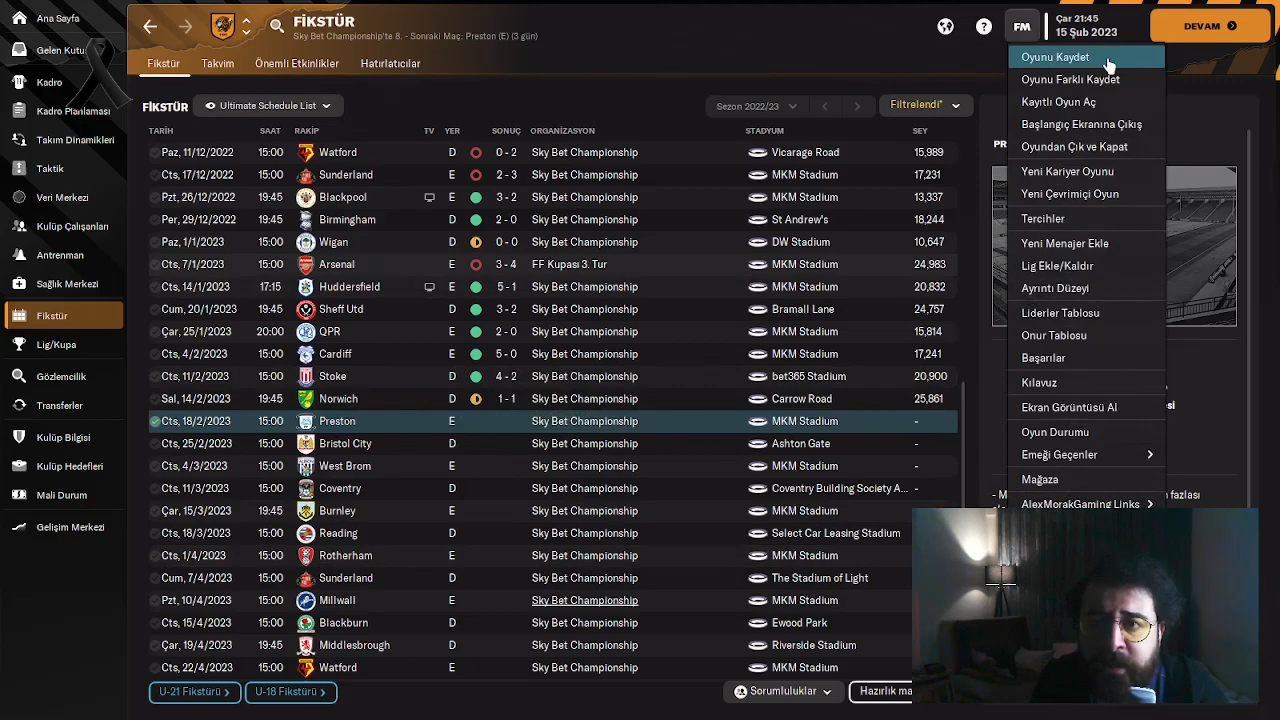 Ana Sayfa
Gelen Kutusu
Kadro
Kadro Planlaması
Takım Dinamikleri
Taktik
Veri Merkezi
Kulüp Çalışanları
Antrenman
Sağlık Merkezi
Fikstür
Lig/Kupa
Gözlemcilik
Transferler
Kulüp Bilgisi
Kulüp Hedefleri
Mali Durum
Gelişim Merkezi
FİKSTÜR
Sky Bet Championship'te 8. - Sonraki Maç: Preston (E) (3 gün)
FM
Çar 21:45
15 Şub 2023
DEVAM
Fikstür Takvim Önemli Etkinlikler Hatırlatıcılar
FİKSTÜR Ultimate Schedule List Sezon 2022/23 Filtrelendi*
TARİH SAAT RAKİP TV YER SONUÇ ORGANİZASYON STADYUM SEY
Paz, 11/12/2022 15:00 Watford D 0 - 2 Sky Bet Championship Vicarage Road 15,989
Cts, 17/12/2022 15:00 Sunderland E 2 - 3 Sky Bet Championship MKM Stadium 17,231
Pzt, 26/12/2022 15:00 Blackpool E 3 - 2 Sky Bet Championship MKM Stadium 13,337
Per, 29/12/2022 19:45 Birmingham D 2 - 0 Sky Bet Championship St Andrew's 18,244
Paz, 1/1/2023 15:00 Wigan D 0 - 0 Sky Bet Championship DW Stadium 10,647
Cts, 7/1/2023 15:00 Arsenal E 3 - 4 FF Kupası 3. Tur MKM Stadium 24,983
Cts, 14/1/2023 17:15 Huddersfield E 5 - 1 Sky Bet Championship MKM Stadium 20,832
Cum, 20/1/2023 19:45 Sheff Utd D 3 - 2 Sky Bet Championship Bramall Lane 24,757
Çar, 25/1/2023 20:00 QPR E 2 - 0 Sky Bet Championship MKM Stadium 15,814
Cts, 4/2/2023 15:00 Cardiff E 5 - 0 Sky Bet Championship MKM Stadium 17,241
Cts, 11/2/2023 15:00 Stoke D 4 - 2 Sky Bet Championship bet365 Stadium 20,900
Sal, 14/2/2023 19:45 Norwich D 1 - 1 Sky Bet Championship Carrow Road 25,861
Cts, 18/2/2023 15:00 Preston E Sky Bet Championship MKM Stadium -
Cts, 25/2/2023 15:00 Bristol City D Sky Bet Championship Ashton Gate -
Cts, 4/3/2023 15:00 West Brom E Sky Bet Championship MKM Stadium -
Cts, 11/3/2023 15:00 Coventry D Sky Bet Championship Coventry Building Society A... -
Çar, 15/3/2023 19:45 Burnley E Sky Bet Championship MKM Stadium -
Cts, 18/3/2023 15:00 Reading D Sky Bet Championship Select Car Leasing Stadium
Cts, 1/4/2023 15:00 Rotherham E Sky Bet Championship MKM Stadium
Cum, 7/4/2023 15:00 Sunderland D Sky Bet Championship The Stadium of Light
Pzt, 10/4/2023 15:00 Millwall E Sky Bet Championship MKM Stadium
Cts, 15/4/2023 15:00 Blackburn D Sky Bet Championship Ewood Park
Çar, 19/4/2023 19:45 Middlesbrough D Sky Bet Championship Riverside Stadium
Cts, 22/4/2023 15:00 Watford E Sky Bet Championship MKM Stadium
U-21 Fikstürü U-18 Fikstürü Sorumluluklar Hazırlık ma
Oyunu Kaydet
Oyunu Farklı Kaydet
Kayıtlı Oyun Aç
Başlangıç Ekranına Çıkış
Oyundan Çık ve Kapat
Yeni Kariyer Oyunu
Yeni Çevrimiçi Oyun
Tercihler
Yeni Menajer Ekle
Lig Ekle/Kaldır
Ayrıntı Düzeyi
Liderler Tablosu
Onur Tablosu
Başarılar
Kılavuz
Ekran Görüntüsü Al
Oyun Durumu
Emeği Geçenler
Mağaza
AlexMorakGaming Links
PR
si
- M
fazlası